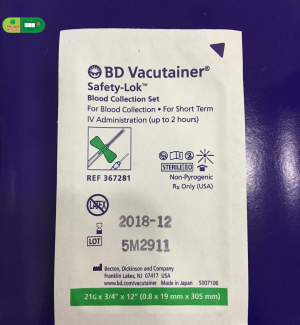 BD Vacutainer®
Safety-Lok™
Blood Collection Set
For Blood Collection • For Short Term
IV Administration (up to 2 hours)
REF 367281
STERILE EO
Non-Pyrogenic
Rx Only (USA)
LATEX
2018-12
LOT 5M2911
Becton, Dickinson and Company
Franklin Lakes, NJ 07417 USA
www.bd.com/vacutainer Made in Japan 5007106
21G x 3/4" x 12" (0.8 x 19 mm x 305 mm)